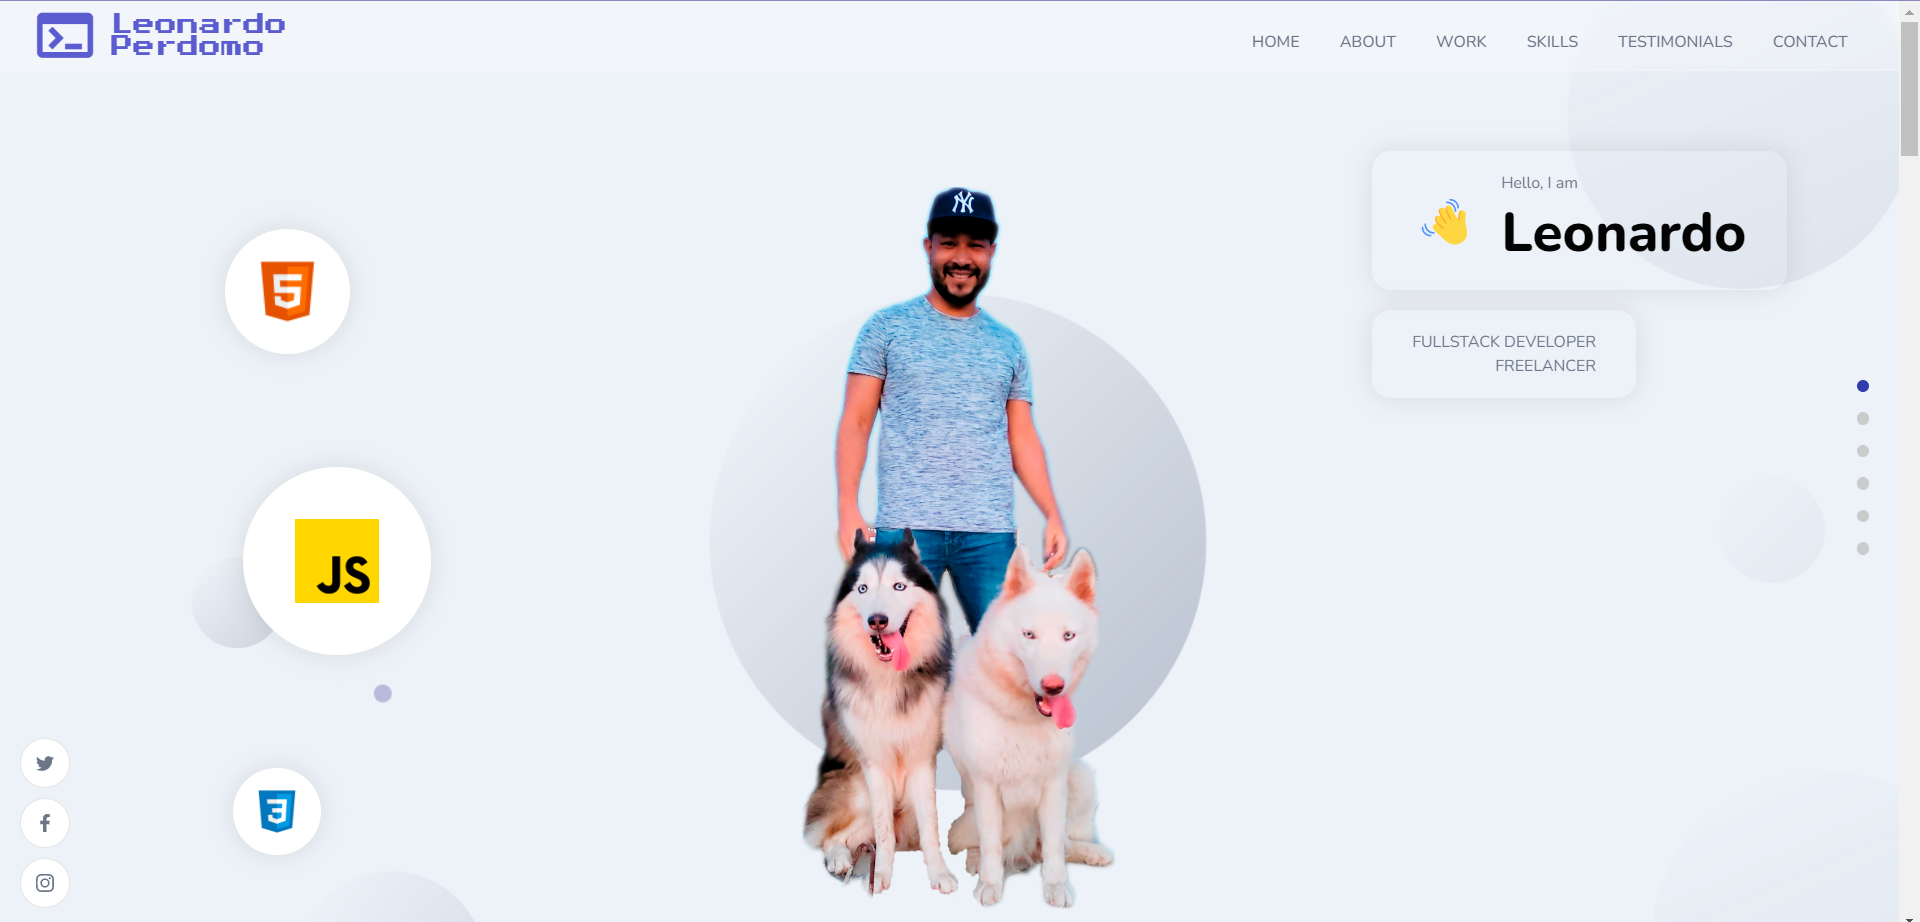 Leonardo
Perdomo
HOME ABOUT WORK SKILLS TESTIMONIALS CONTACT
Hello, I am
Leonardo
FULLSTACK DEVELOPER
FREELANCER
NY
5
JS
3